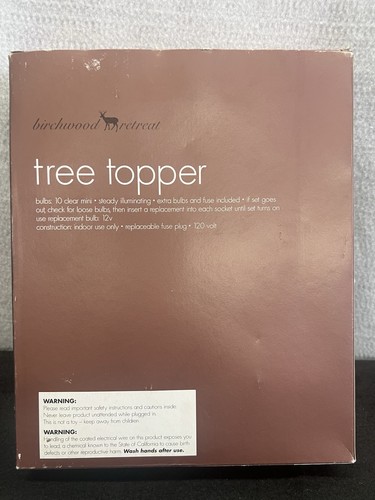 birchwood retreat
tree topper
bulbs: 10 clear mini • steady illuminating • extra bulbs and fuse included • if set goes
out, check for loose bulbs, then insert a replacement into each socket until set turns on
use replacement bulb: 12v
construction: indoor use only • replaceable fuse plug • 120 volt
WARNING:
Please read important safety instructions and cautions inside.
Never leave product unattended while plugged in.
This is not a toy – keep away from children.
WARNING:
Handling of the coated electrical wire on this product exposes you
to lead, a chemical known to the State of California to cause birth
defects or other reproductive harm. Wash hands after use.